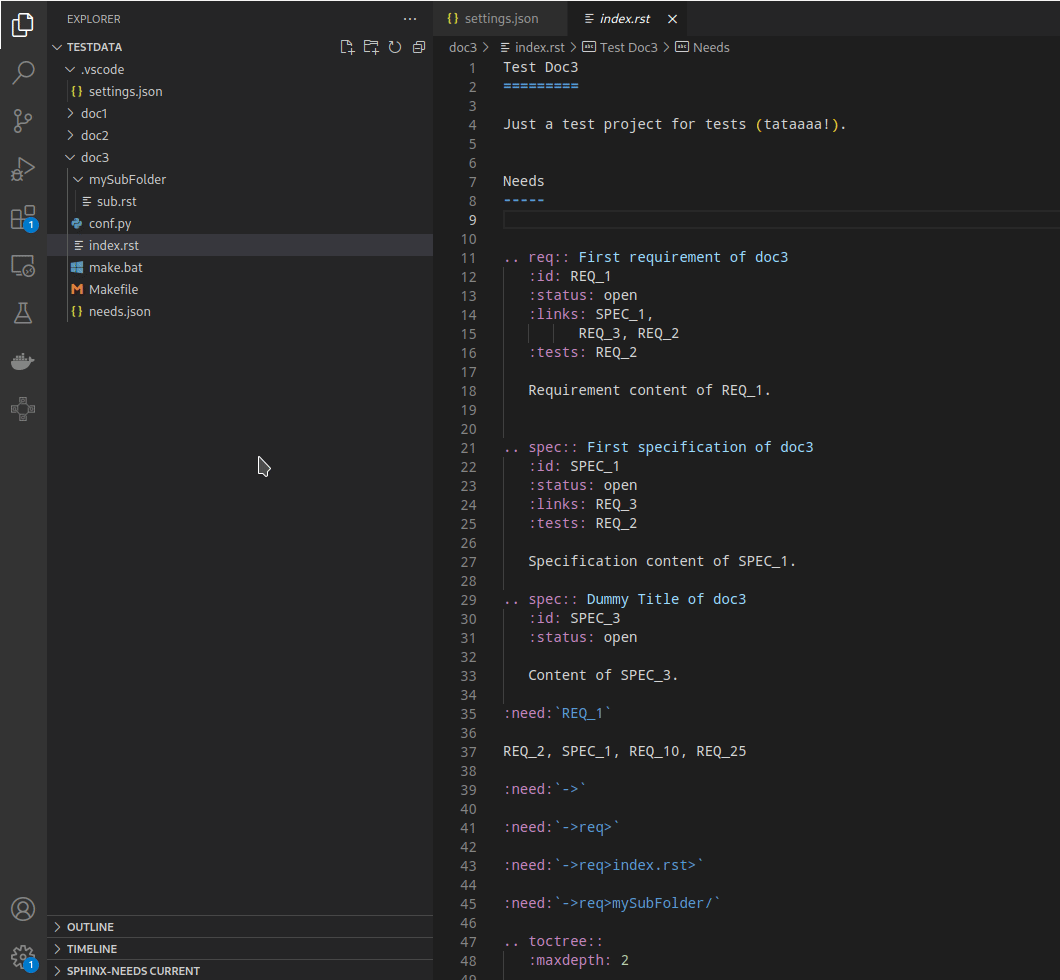 EXPLORER
TESTDATA
.vscode
{} settings.json
doc1
doc2
doc3
mySubFolder
sub.rst
conf.py
index.rst
make.bat
Makefile
{} needs.json
1
1
OUTLINE
TIMELINE
SPHINX-NEEDS CURRENT
{} settings.json
index.rst
doc3 > index.rst > Test Doc3 > Needs
1 Test Doc3
2 =========
3
4 Just a test project for tests (tataaaa!).
5
6
7 Needs
8 -----
9
10
11 .. req:: First requirement of doc3
12 :id: REQ_1
13 :status: open
14 :links: SPEC_1,
15 REQ_3, REQ_2
16 :tests: REQ_2
17
18 Requirement content of REQ_1.
19
20
21 .. spec:: First specification of doc3
22 :id: SPEC_1
23 :status: open
24 :links: REQ_3
25 :tests: REQ_2
26
27 Specification content of SPEC_1.
28
29 .. spec:: Dummy Title of doc3
30 :id: SPEC_3
31 :status: open
32
33 Content of SPEC_3.
34
35 :need:`REQ_1`
36
37 REQ_2, SPEC_1, REQ_10, REQ_25
38
39 :need:`->`
40
41 :need:`->req>`
42
43 :need:`->req>index.rst>`
44
45 :need:`->req>mySubFolder/`
46
47 .. toctree::
48 :maxdepth: 2
49